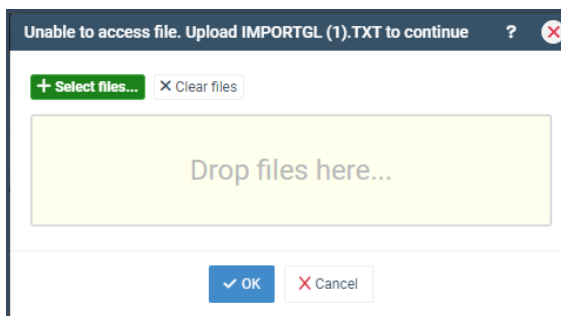 Unable to access file. Upload IMPORTGL (1).TXT to continue ?
Select files... Clear files
Drop files here...
OK Cancel